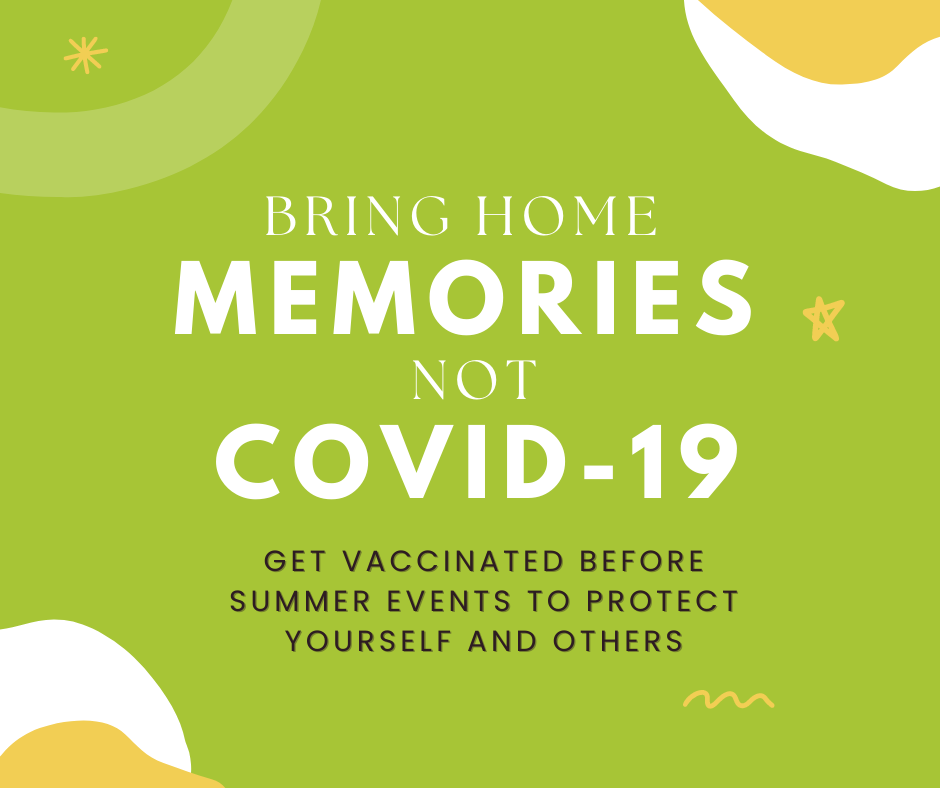 BRING HOME
MEMORIES
NOT
COVID-19
GET VACCINATED BEFORE
SUMMER EVENTS TO PROTECT
YOURSELF AND OTHERS